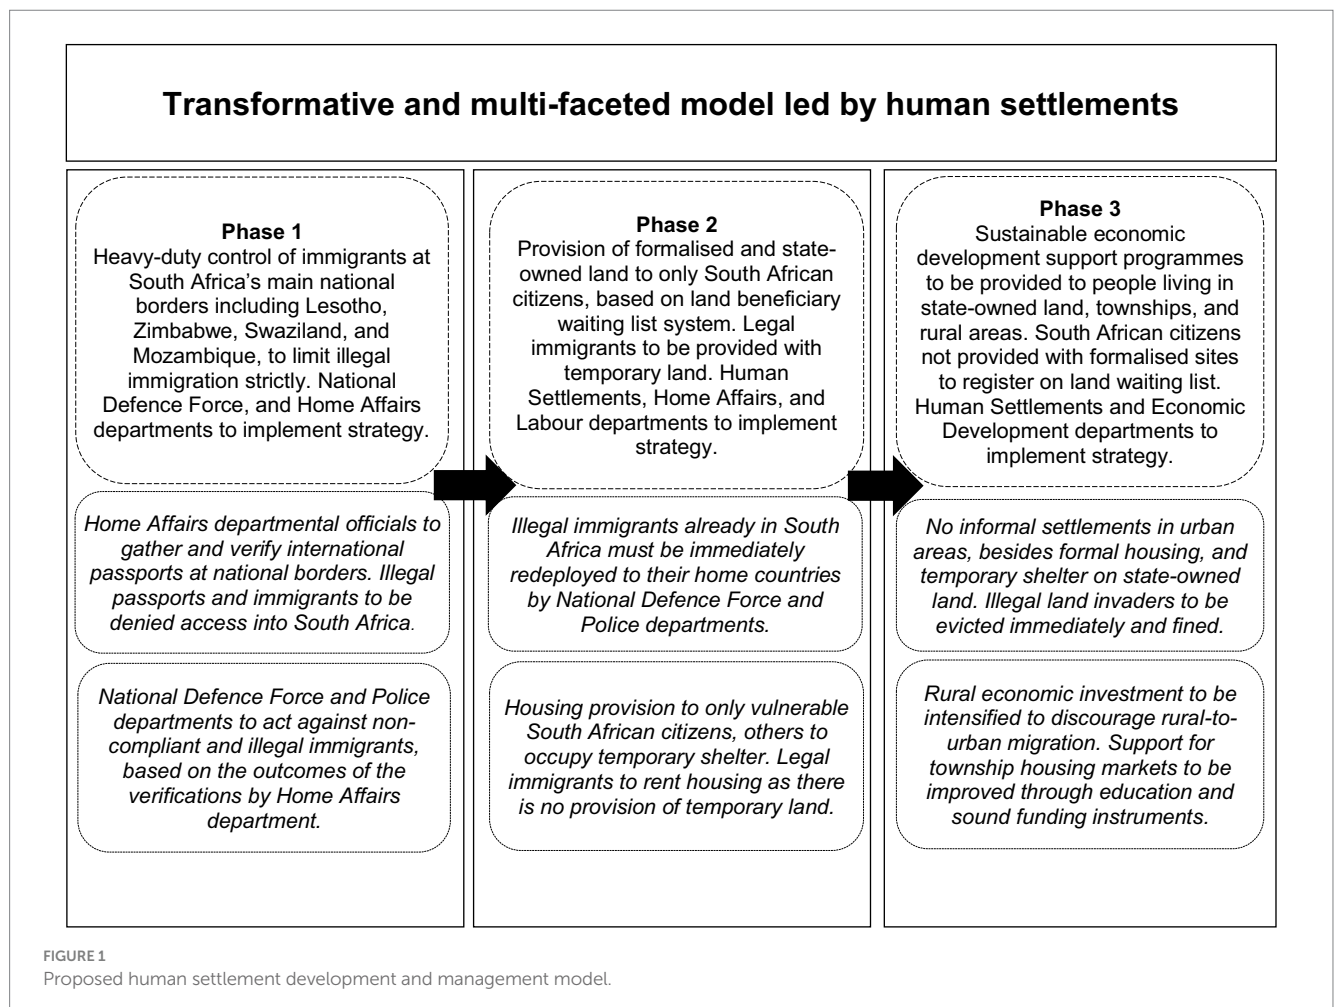 Transformative and multi-faceted model led by human settlements
Phase 1
Heavy-duty control of immigrants at
South Africa's main national
borders including Lesotho,
Zimbabwe, Swaziland, and
Mozambique, to limit illegal
immigration strictly. National
Defence Force, and Home Affairs
departments to implement strategy.
Home Affairs departmental officials to
gather and verify international
passports at national borders. Illegal
passports and immigrants to be
denied access into South Africa.
National Defence Force and Police
departments to act against non-
compliant and illegal immigrants,
based on the outcomes of the
verifications by Home Affairs
department.
Phase 2
Provision of formalised and state-
owned land to only South African
citizens, based on land beneficiary
waiting list system. Legal
immigrants to be provided with
temporary land. Human
Settlements, Home Affairs, and
Labour departments to implement
strategy.
Illegal immigrants already in South
Africa must be immediately
redeployed to their home countries
by National Defence Force and
Police departments.
Housing provision to only vulnerable
South African citizens, others to
occupy temporary shelter. Legal
immigrants to rent housing as there
is no provision of temporary land.
Phase 3
Sustainable economic
development support programmes
to be provided to people living in
state-owned land, townships, and
rural areas. South African citizens
not provided with formalised sites
to register on land waiting list.
Human Settlements and Economic
Development departments to
implement strategy.
No informal settlements in urban
areas, besides formal housing, and
temporary shelter on state-owned
land. Illegal land invaders to be
evicted immediately and fined.
Rural economic investment to be
intensified to discourage rural-to-
urban migration. Support for
township housing markets to be
improved through education and
sound funding instruments.
FIGURE 1
Proposed human settlement development and management model.